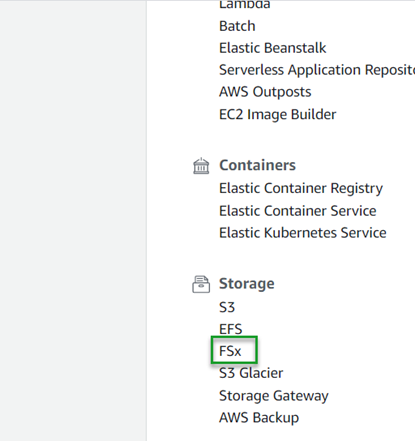 Lambda
Batch
Elastic Beanstalk
Serverless Application Reposit
AWS Outposts
EC2 Image Builder
Containers
Elastic Container Registry
Elastic Container Service
Elastic Kubernetes Service
Storage
S3
EFS
FSx
S3 Glacier
Storage Gateway
AWS Backup